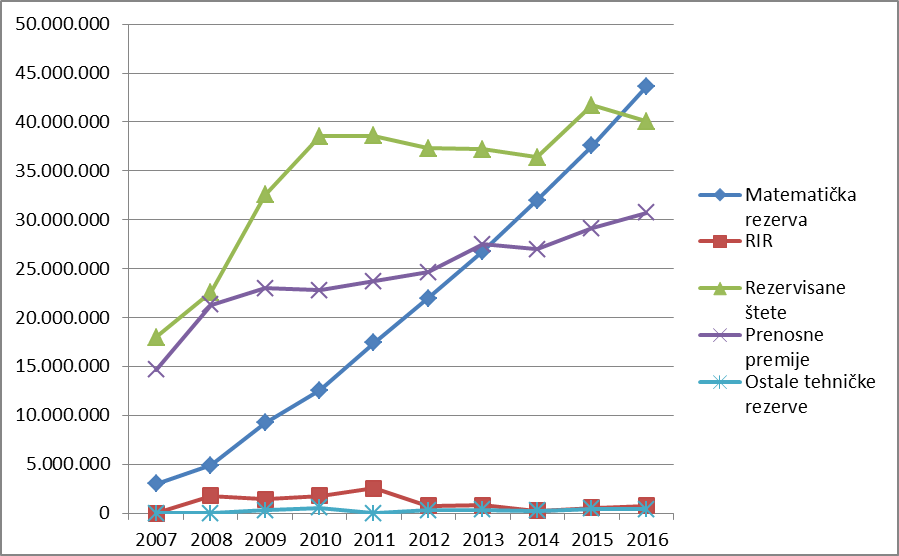 50.000.000
45.000.000
40.000.000
35.000.000
30.000.000
25.000.000
20.000.000
15.000.000
10.000.000
5.000.000
0
2007 2008 2009 2010 2011 2012 2013 2014 2015 2016
Matematička
rezerva
RIR
Rezervisane
štete
Prenosne
premije
Ostale tehničke
rezerve